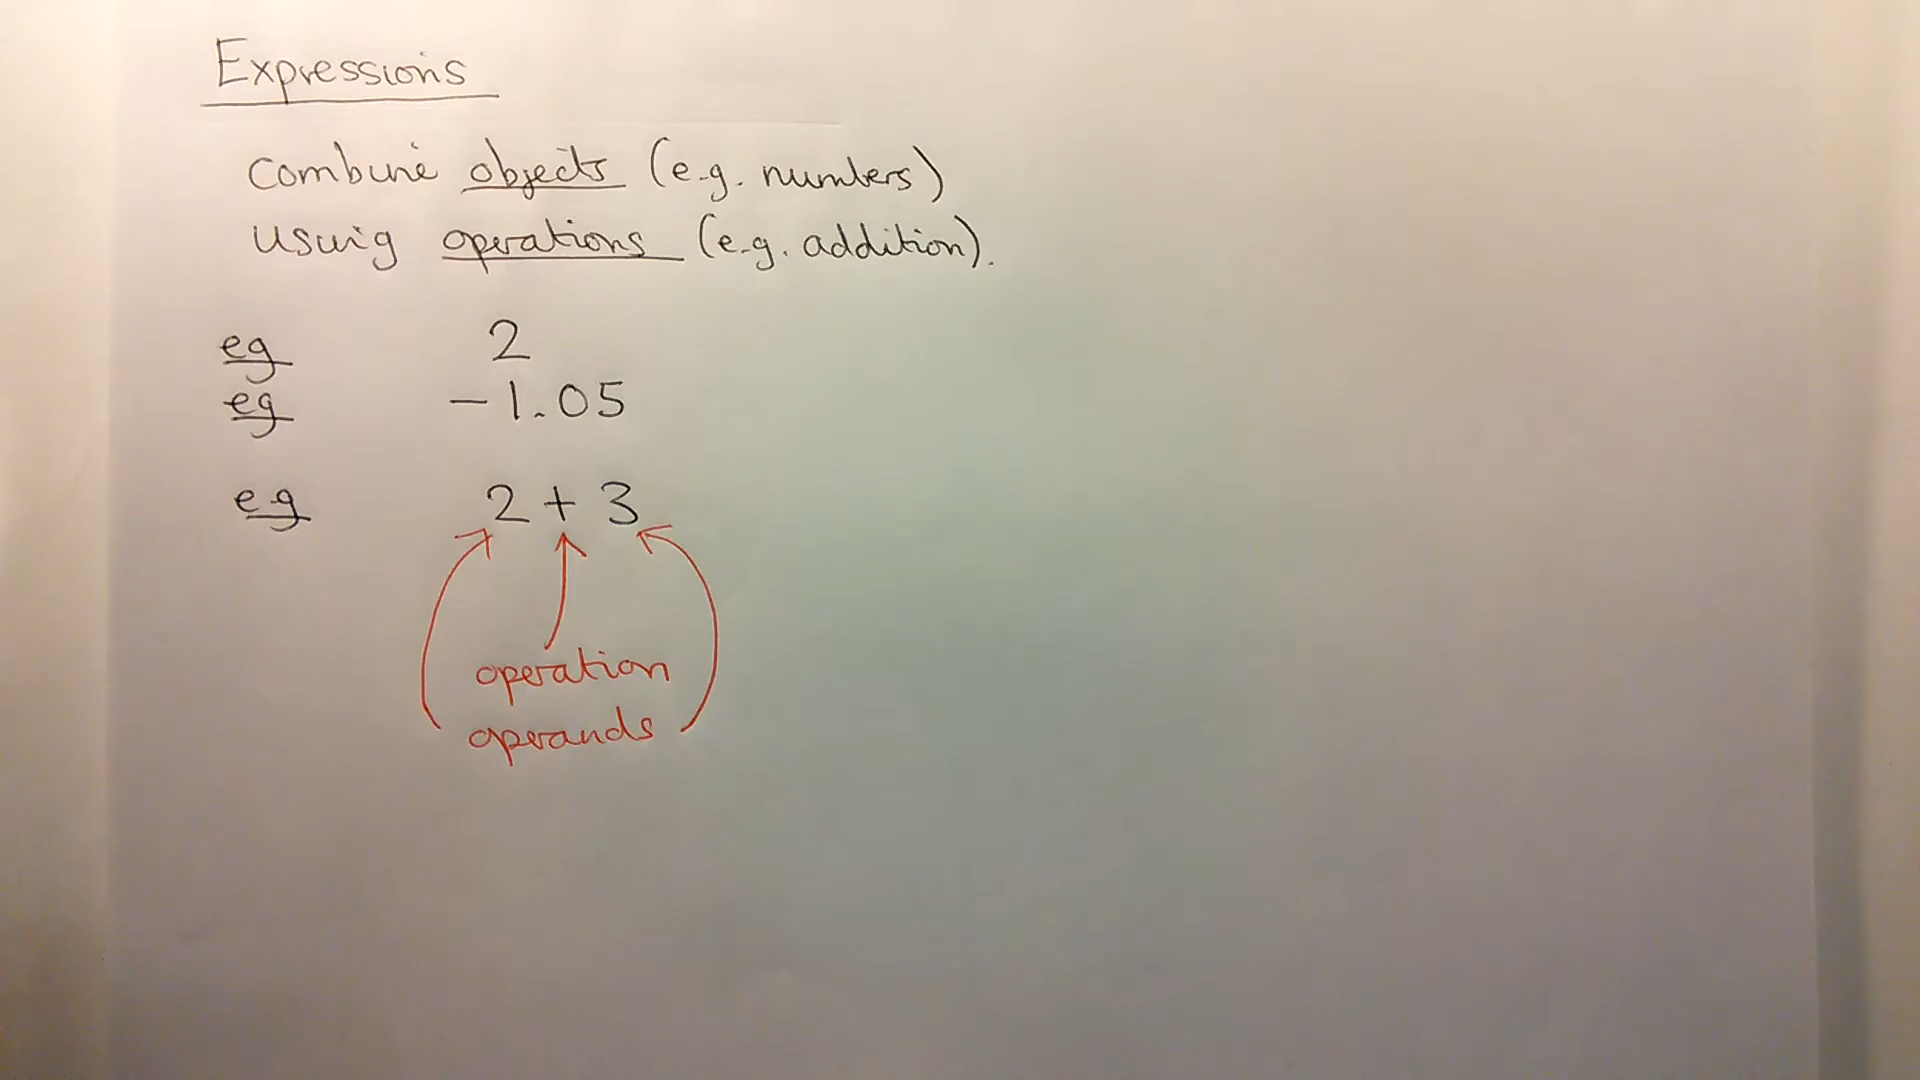 Expressions
combine objects (e.g. numbers)
using operations (e.g. addition).
eg 2
eg -1.05
eg 2 + 3
operation
operands